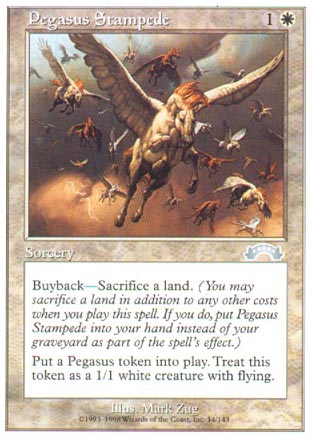 Pegasus Stampede 1
Sorcery
Buyback—Sacrifice a land. (You may
sacrifice a land in addition to any other costs
when you play this spell. If you do, put Pegasus
Stampede into your hand instead of your
graveyard as part of the spell's effect.)
Put a Pegasus token into play. Treat this
token as a 1/1 white creature with flying.
Illus. Mark Zug
©1993-1998 Wizards of the Coast, Inc. 14/143